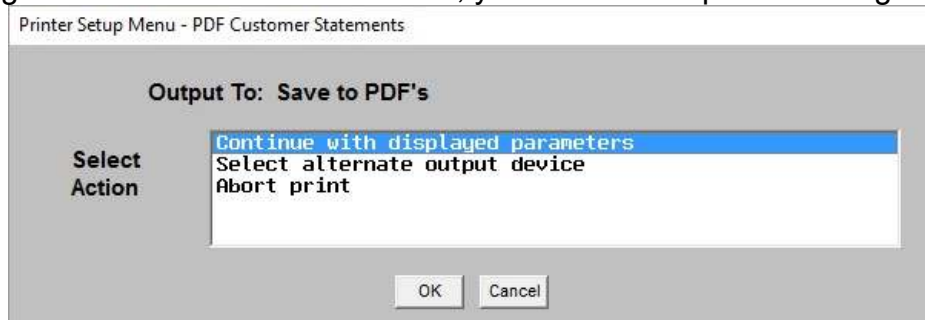 Printer Setup Menu - PDF Customer Statements
Output To: Save to PDF's
Select
Action
Continue with displayed parameters
Select alternate output device
Abort print
OK Cancel